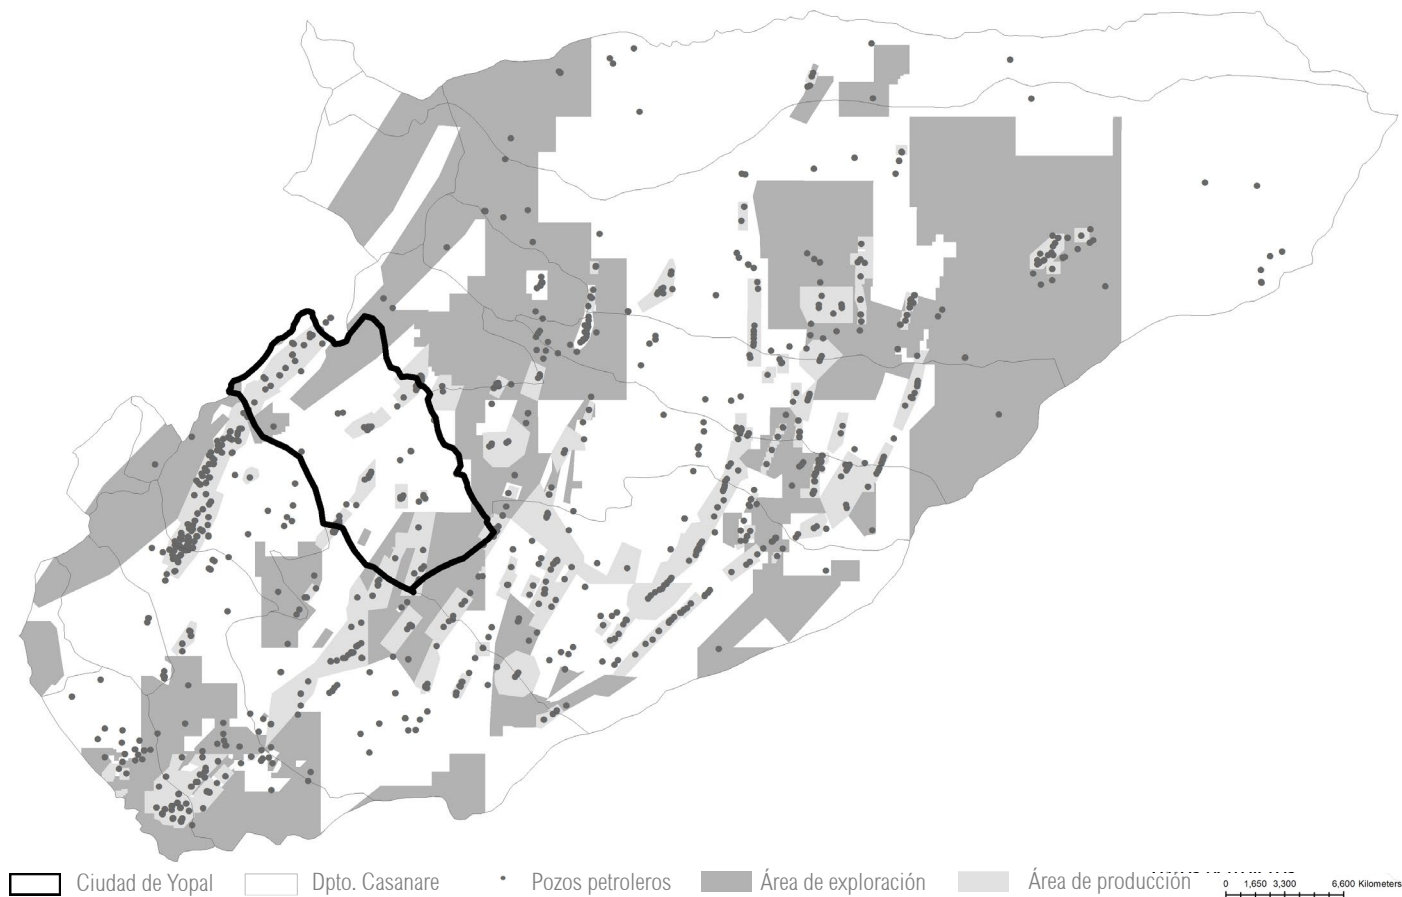 Ciudad de Yopal
Dpto. Casanare
Pozos petroleros
Área de exploración
Área de producción
0 1,650 3,300 6,600 Kilometers